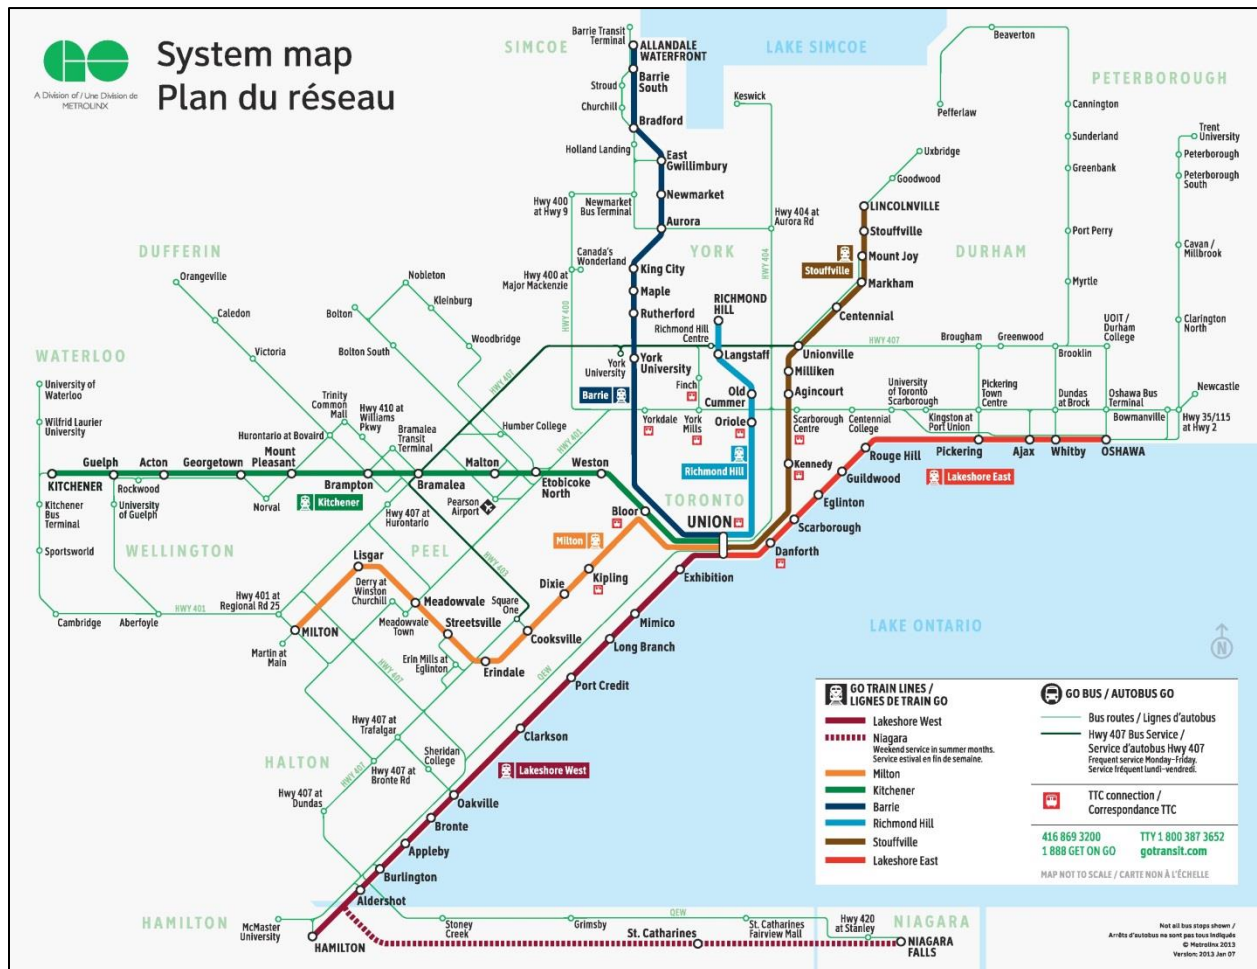 System map
Plan du réseau
GO
A Division of / Une Division de
METROLINX
SIMCOE
LAKE SIMCOE
PETERBOROUGH
DUFFERIN
YORK
DURHAM
WATERLOO
WELLINGTON
PEEL
TORONTO
HALTON
HAMILTON
NIAGARA
LAKE ONTARIO
Barrie Transit
Terminal
ALLANDALE
WATERFRONT
Barrie
South
Stroud
Churchill
Bradford
Holland Landing
East
Gwillimbury
Newmarket
Hwy 400
at Hwy 9
Newmarket
Bus Terminal
Aurora
Canada's
Wonderland
Hwy 400 at
Major Mackenzie
King City
Maple
Rutherford
HWY 400
York
University
York
University
Barrie
Keswick
Hwy 404 at
Aurora Rd
HWY 404
RICHMOND
HILL
Richmond Hill
Centre
Langstaff
Finch
Old
Cummer
Oriole
Yorkdale
York
Mills
Richmond Hill
Beaverton
Pefferlaw
Cannington
Sunderland
Greenbank
Port Perry
Myrtle
Uxbridge
Goodwood
LINCOLNVILLE
Stouffville
Mount Joy
Stouffville
Markham
Centennial
Unionville
Milliken
Agincourt
Scarborough
Centre
Kennedy
Trent
University
Peterborough
Peterborough
South
Cavan /
Millbrook
Clarington
North
UOIT /
Durham
College
HWY 407
Brougham
Greenwood
Brooklin
University
of Toronto
Scarborough
Pickering
Town
Centre
Dundas
at Brock
Oshawa Bus
Terminal
Newcastle
Centennial
College
Kingston at
Port Union
Bowmanville
Hwy 35/115
at Hwy 2
Rouge Hill
Pickering
Ajax
Whitby
OSHAWA
Lakeshore East
Guildwood
Eglinton
Scarborough
Danforth
UNION
Orangeville
Caledon
Victoria
Nobleton
Kleinburg
Bolton
Bolton South
Woodbridge
HWY 407
HWY 401
Trinity
Common
Mall
Hwy 410 at
Williams
Pkwy
Hurontario at Bovaird
Bramalea
Transit
Terminal
Humber College
University of
Waterloo
Wilfrid Laurier
University
KITCHENER
Guelph
Acton
Georgetown
Mount
Pleasant
Brampton
Bramalea
Malton
Etobicoke
North
Weston
Bloor
Rockwood
University
of Guelph
Norval
Kitchener
Hwy 407 at
Hurontario
Pearson
Airport
Kitchener
Bus
Terminal
Sportsworld
Cambridge
Aberfoyle
HWY 401
Hwy 401 at
Regional Rd 25
HWY 403
Milton
Lisgar
Derry at
Winston
Churchill
Meadowvale
Meadowvale
Town
Streetsville
Square
One
Dixie
Kipling
Cooksville
MILTON
Martin at
Main
Erin Mills at
Eglinton
Erindale
HWY 407
QEW
Exhibition
Mimico
Long Branch
Port Credit
Clarkson
Lakeshore West
Hwy 407 at
Trafalgar
Sheridan
College
HWY 407
Hwy 407 at
Bronte Rd
Hwy 407 at
Dundas
Oakville
Bronte
Appleby
Burlington
Aldershot
McMaster
University
HAMILTON
Stoney
Creek
Grimsby
QEW
St. Catharines
St. Catharines
Fairview Mall
Hwy 420
at Stanley
NIAGARA
FALLS
N
GO TRAIN LINES /
LIGNES DE TRAIN GO
Lakeshore West
Niagara
Weekend service in summer months.
Service estival en fin de semaine.
Milton
Kitchener
Barrie
Richmond Hill
Stouffville
Lakeshore East
GO BUS / AUTOBUS GO
Bus routes / Lignes d'autobus
Hwy 407 Bus Service /
Service d'autobus Hwy 407
Frequent service Monday-Friday.
Service fréquent lundi-vendredi.
TTC connection /
Correspondance TTC
416 869 3200 TTY 1 800 387 3652
1 888 GET ON GO gotransit.com
MAP NOT TO SCALE / CARTE NON À L'ÉCHELLE
Not all bus stops shown /
Arrêts d'autobus ne sont pas tous indiqués
© Metrolinx 2013
Version: 2013 Jan 07